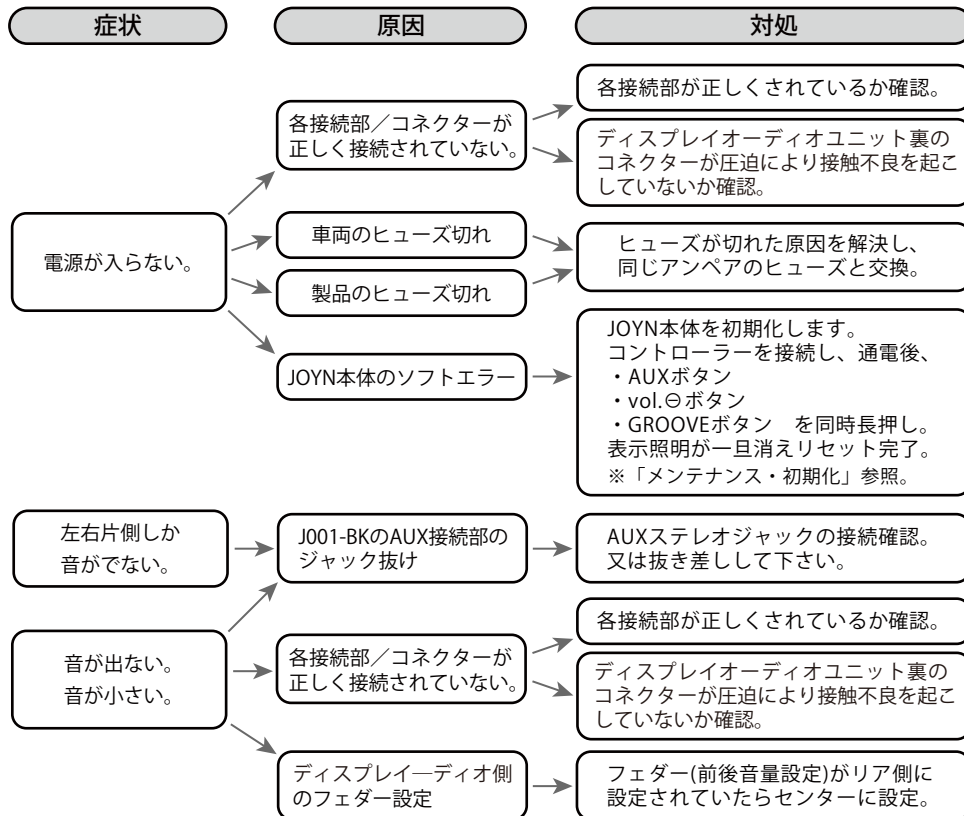 症状
原因
対処
電源が入らない。
各接続部／コネクターが
正しく接続されていない。
各接続部が正しくされているか確認。
ディスプレイオーディオユニット裏の
コネクターが圧迫により接触不良を起こ
していないか確認。
車両のヒューズ切れ
製品のヒューズ切れ
ヒューズが切れた原因を解決し、
同じアンペアのヒューズと交換。
JOYN本体のソフトエラー
JOYN本体を初期化します。
コントローラーを接続し、通電後、
・AUXボタン
・vol.⊖ボタン
・GROOVEボタン　を同時長押し。
表示照明が一旦消えリセット完了。
※「メンテナンス・初期化」参照。
左右片側しか
音がでない。
J001-BKのAUX接続部の
ジャック抜け
AUXステレオジャックの接続確認。
又は抜き差しして下さい。
音が出ない。
音が小さい。
各接続部／コネクターが
正しく接続されていない。
各接続部が正しくされているか確認。
ディスプレイオーディオユニット裏の
コネクターが圧迫により接触不良を起こ
していないか確認。
ディスプレイ―ディオ側
のフェダー設定
フェダー(前後音量設定)がリア側に
設定されていたらセンターに設定。